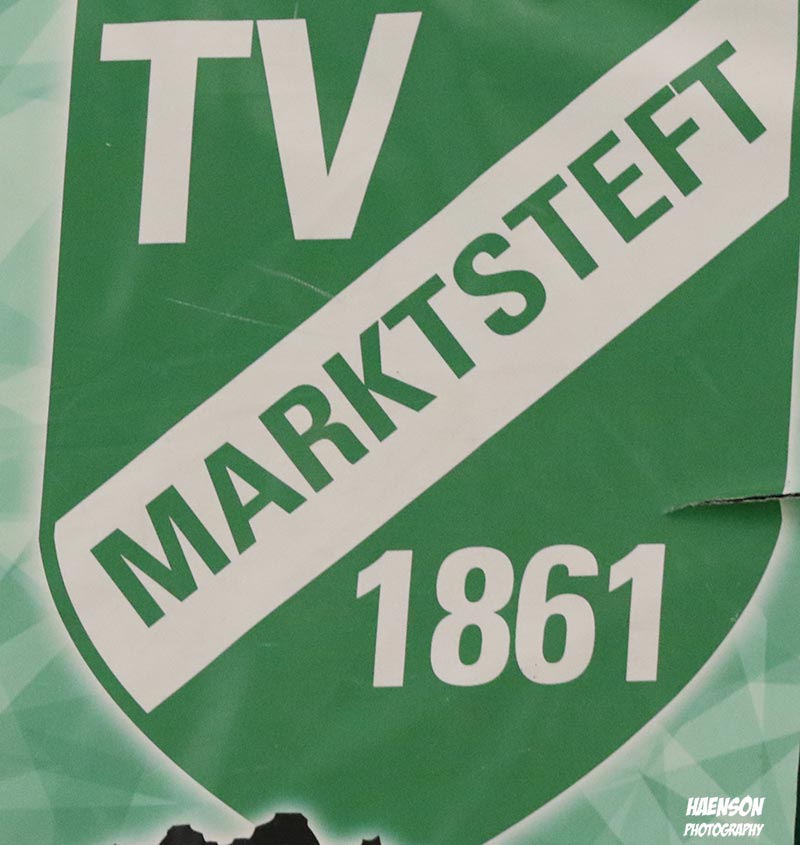 TV
MARKTSTEFT
1861
HAENSON
PHOTOGRAPHY